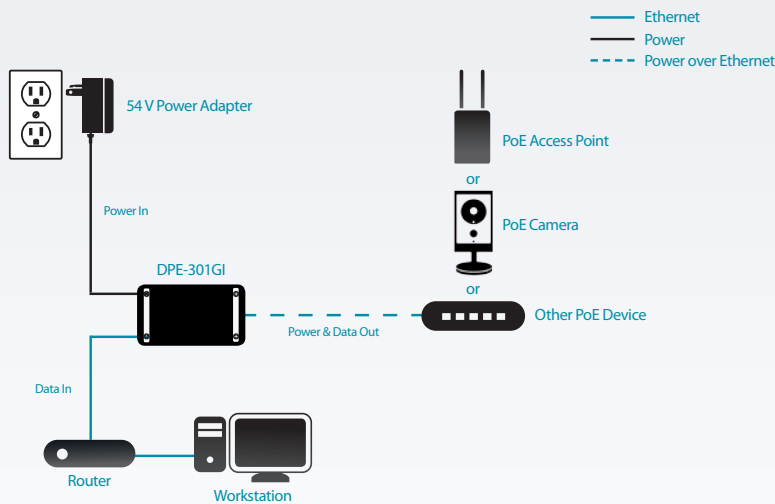 Ethernet
Power
Power over Ethernet
54 V Power Adapter
PoE Access Point
or
Power In
PoE Camera
DPE-301GI
or
Other PoE Device
Power & Data Out
Data In
Router
Workstation